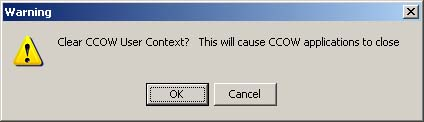 Warning
Clear CCOW User Context?   This will cause CCOW applications to close
OK
Cancel